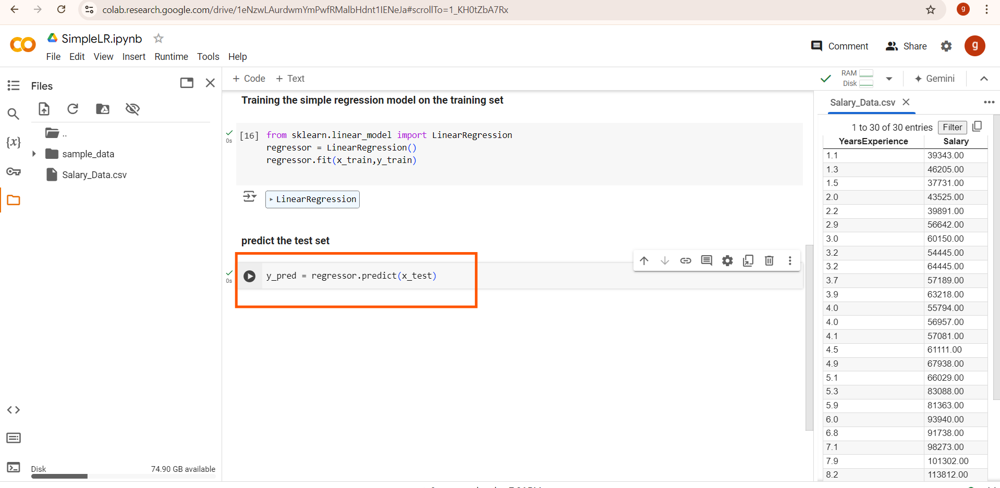 colab.research.google.com/drive/1eNzwLAurdwmYmPwfRMalbHdnt1IENeJa#scrollTo=1_KH0tZbA7Rx
g
SimpleLR.ipynb
File Edit View Insert Runtime Tools Help
Comment
Share
g
Files
+ Code + Text
RAM
Disk
Gemini
..
sample_data
Salary_Data.csv
Disk 74.90 GB available
Training the simple regression model on the training set
0s
[16] from sklearn.linear_model import LinearRegression
regressor = LinearRegression()
regressor.fit(x_train,y_train)
LinearRegression
predict the test set
0s
y_pred = regressor.predict(x_test)
Salary_Data.csv
1 to 30 of 30 entries Filter
YearsExperience Salary
1.1 39343.00
1.3 46205.00
1.5 37731.00
2.0 43525.00
2.2 39891.00
2.9 56642.00
3.0 60150.00
3.2 54445.00
3.2 64445.00
3.7 57189.00
3.9 63218.00
4.0 55794.00
4.0 56957.00
4.1 57081.00
4.5 61111.00
4.9 67938.00
5.1 66029.00
5.3 83088.00
5.9 81363.00
6.0 93940.00
6.8 91738.00
7.1 98273.00
7.9 101302.00
8.2 113812.00